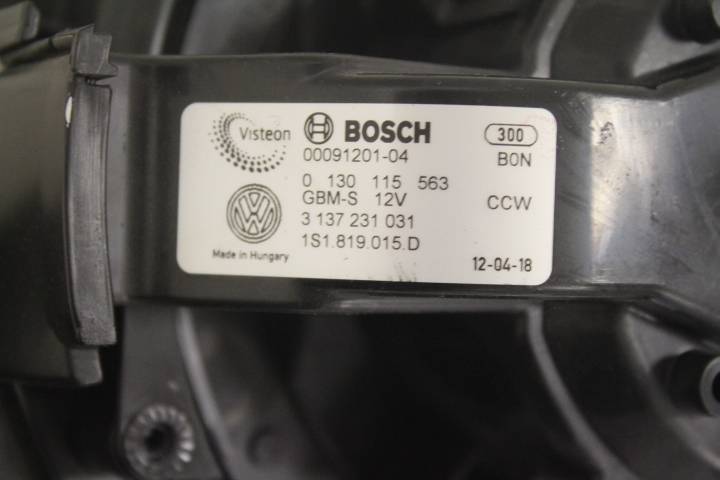 Visteon BOSCH 300
00091201-04 B0N
0 130 115 563
GBM-S 12V CCW
3 137 231 031
1S1.819.015.D
Made in Hungary 12-04-18